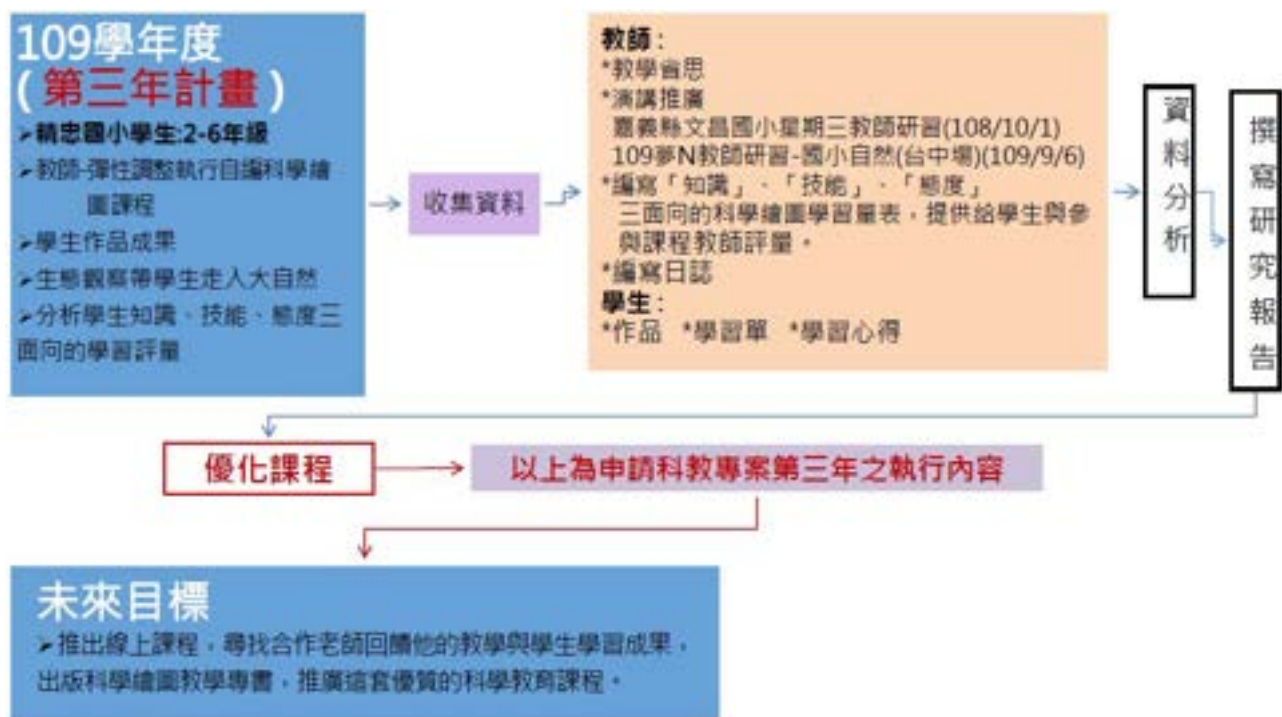 109學年度
(第三年計畫)
➢精忠國小學生:2-6年級
➢教師-彈性調整執行自編科學繪
圖課程
➢學生作品成果
➢生態觀察帶學生走入大自然
➢分析學生知識、技能、態度三
面向的學習評量
收集資料
教師:
*教學省思
*演講推廣
嘉義縣文昌國小星期三教師研習(108/10/1)
109夢N教師研習-國小自然(台中場)(109/9/6)
*編寫「知識」、「技能」、「態度」
三面向的科學繪圖學習量表，提供給學生與參
與課程教師評量。
*編寫日誌
學生:
*作品 *學習單 *學習心得
資料分析
撰寫研究報告
優化課程
以上為申請科教專案第三年之執行內容
未來目標
➢推出線上課程，尋找合作老師回饋他的教學與學生學習成果，
出版科學繪圖教學專書，推廣這套優質的科學教育課程。